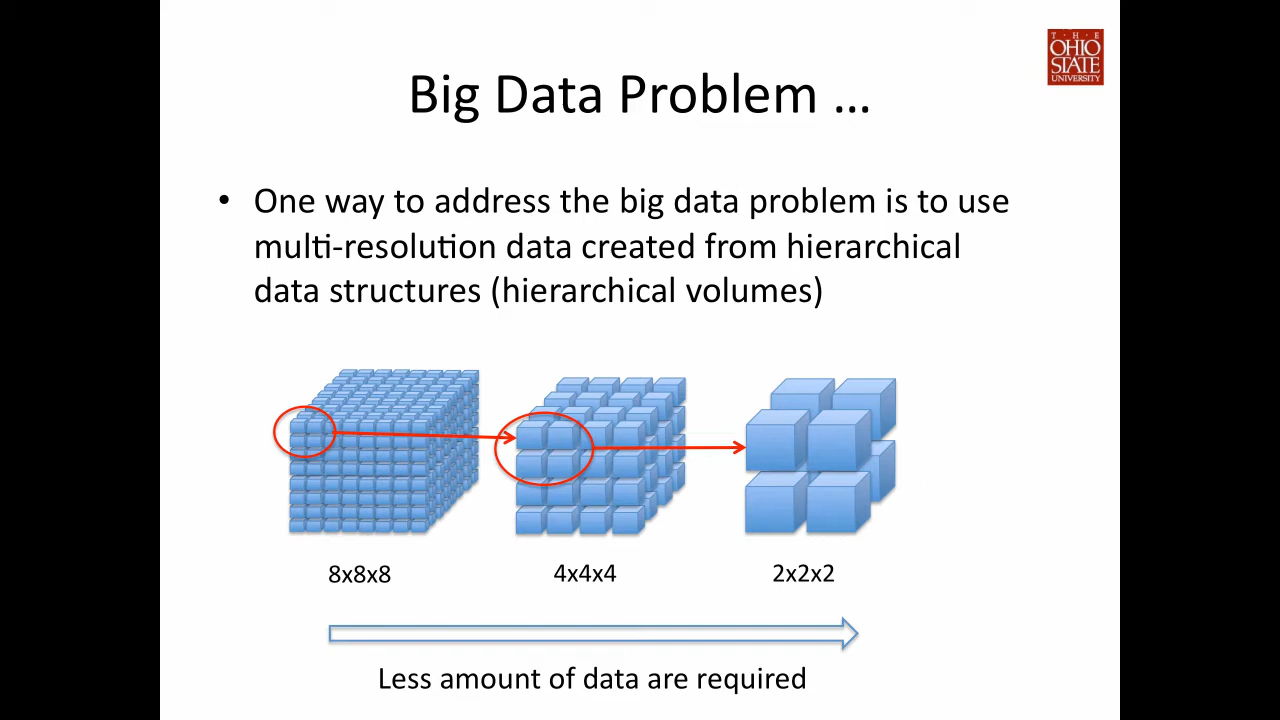 T · H · E
OHIO
STATE
UNIVERSITY
Big Data Problem …
• One way to address the big data problem is to use
multi-resolution data created from hierarchical
data structures (hierarchical volumes)
8x8x8
4x4x4
2x2x2
Less amount of data are required